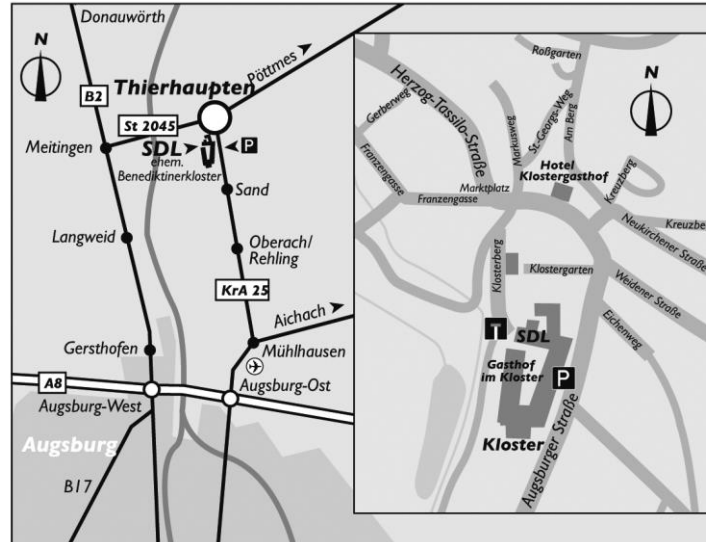 Donauwörth
N
Pöttmes
Thierhaupten
B2
St 2045
SDL
P
ehem.
Benediktinerkloster
Meitingen
Sand
Langweid
Oberach/
Rehling
KrA 25
Aichach
Gersthofen
Mühlhausen
A8
Augsburg-West
Augsburg-Ost
Augsburg
B17
Roßgarten
N
Herzog-Tassilo-Straße
Gerberweg
St-Georgs-Weg
Am Berg
Markusweg
Hotel
Klostergasthof
Franzengasse
Marktplatz
Franzengasse
Kreuzberg
Kreuzbe
Neukirchener Straße
Klosterberg
Klostergarten
Weidener Straße
SDL
Eichenweg
Gasthof
im Kloster
P
Kloster
Augsburger Straße